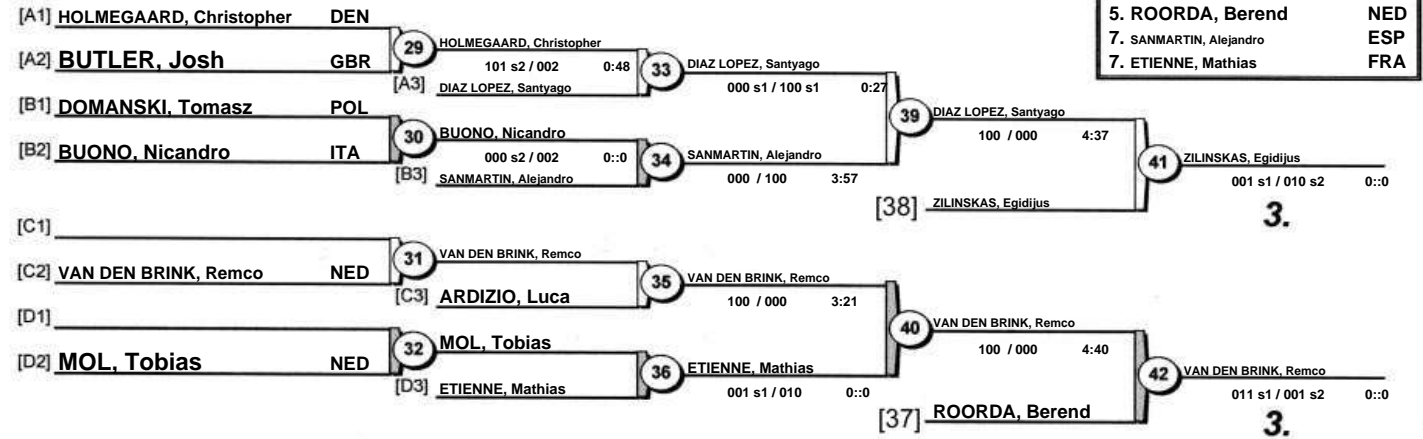 5. ROORDA, Berend NED
7. SANMARTIN, Alejandro ESP
7. ETIENNE, Mathias FRA
[A1] HOLMEGAARD, Christopher DEN
[A2] BUTLER, Josh GBR
29
HOLMEGAARD, Christopher
101 s2 / 002 0:48
[A3] DIAZ LOPEZ, Santyago
33
DIAZ LOPEZ, Santyago
000 s1 / 100 s1 0:27
[B1] DOMANSKI, Tomasz POL
[B2] BUONO, Nicandro ITA
30
BUONO, Nicandro
000 s2 / 002 0::0
[B3] SANMARTIN, Alejandro
34
SANMARTIN, Alejandro
000 / 100 3:57
39
DIAZ LOPEZ, Santyago
100 / 000 4:37
[38] ZILINSKAS, Egidijus
41
ZILINSKAS, Egidijus
001 s1 / 010 s2 0::0
3.
[C1]
[C2] VAN DEN BRINK, Remco NED
31
VAN DEN BRINK, Remco
[C3] ARDIZIO, Luca
35
VAN DEN BRINK, Remco
100 / 000 3:21
[D1]
[D2] MOL, Tobias NED
32
MOL, Tobias
[D3] ETIENNE, Mathias
36
ETIENNE, Mathias
001 s1 / 010 0::0
40
VAN DEN BRINK, Remco
100 / 000 4:40
[37] ROORDA, Berend
42
VAN DEN BRINK, Remco
011 s1 / 001 s2 0::0
3.